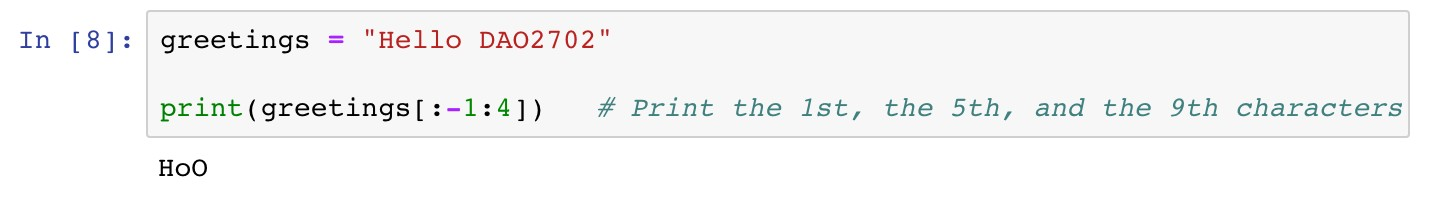 In [8]: greetings = "Hello DAO2702"
print(greetings[:-1:4])   # Print the 1st, the 5th, and the 9th characters
HoO